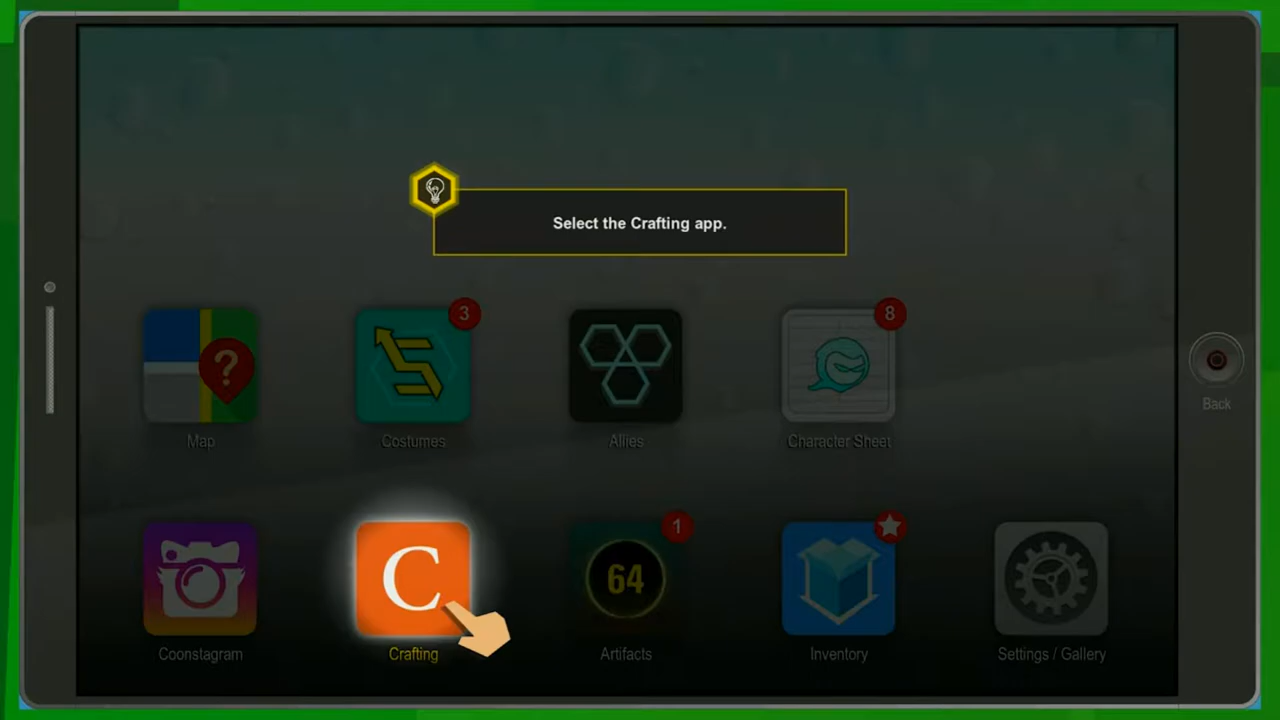 Select the Crafting app.
3
8
?
Map
Costumes
Allies
Character Sheet
Back
1
C
64
Coonstagram
Crafting
Artifacts
Inventory
Settings / Gallery